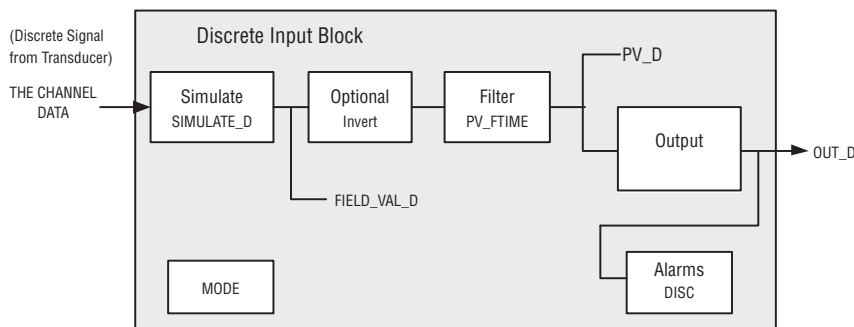 Discrete Input Block
(Discrete Signal
from Transducer)
THE CHANNEL
DATA
Simulate
SIMULATE_D
Optional
Invert
Filter
PV_FTIME
PV_D
Output
OUT_D
FIELD_VAL_D
MODE
Alarms
DISC